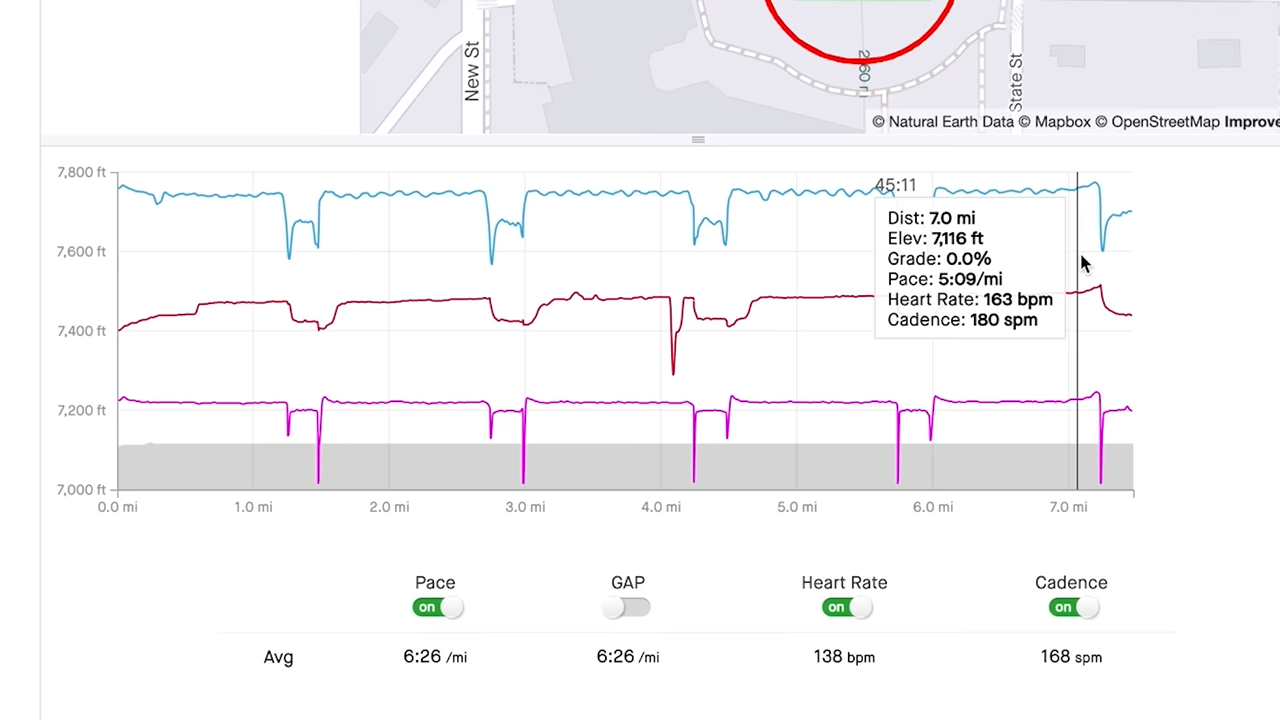 New St
2160 m
State St
© Natural Earth Data © Mapbox © OpenStreetMap Improve
7,800 ft
7,600 ft
7,400 ft
7,200 ft
7,000 ft
45:11
Dist: 7.0 mi
Elev: 7,116 ft
Grade: 0.0%
Pace: 5:09/mi
Heart Rate: 163 bpm
Cadence: 180 spm
0.0 mi 1.0 mi 2.0 mi 3.0 mi 4.0 mi 5.0 mi 6.0 mi 7.0 mi
Pace GAP Heart Rate Cadence
on on on
Avg 6:26 /mi 6:26 /mi 138 bpm 168 spm